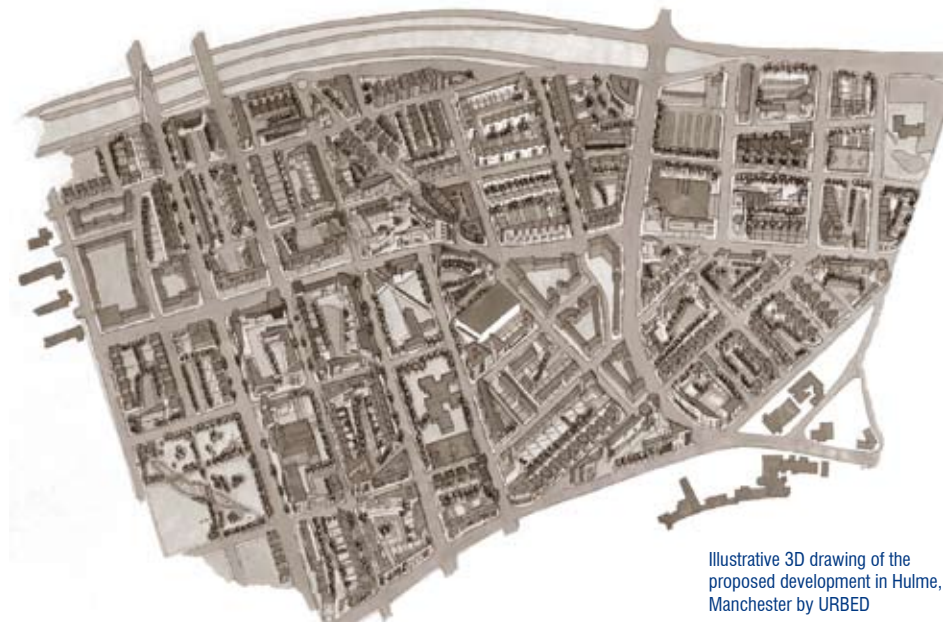 Illustrative 3D drawing of the
proposed development in Hulme,
Manchester by URBED